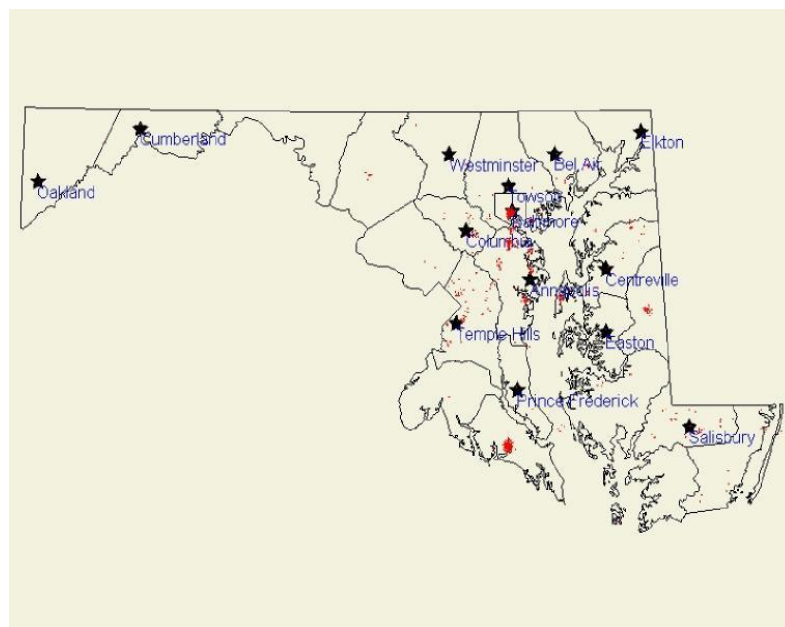 Cumberland
Oakland
Westminster
Bel Air
Elkton
Towson
Baltimore
Columbia
Centreville
Annapolis
Temple Hills
Easton
Prince Frederick
Salisbury